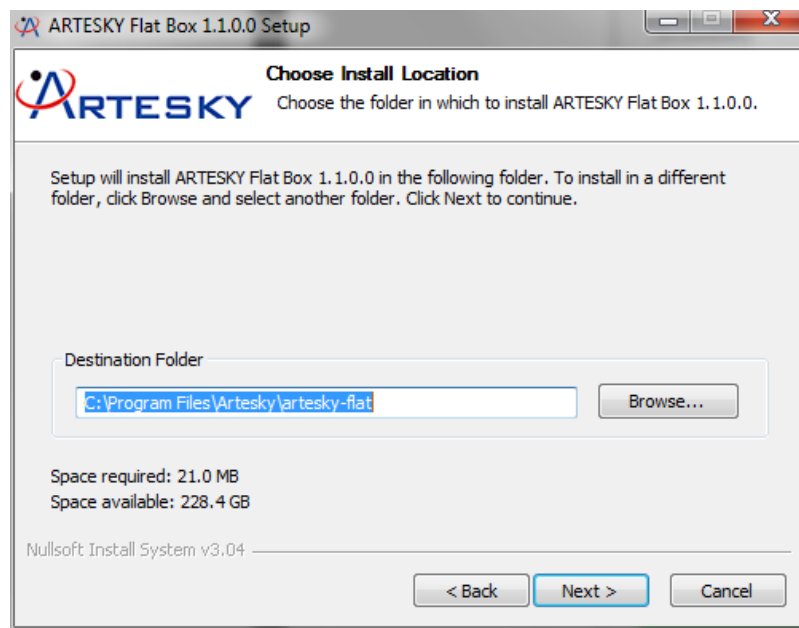 ARTESKY Flat Box 1.1.0.0 Setup
ARTESKY
Choose Install Location
Choose the folder in which to install ARTESKY Flat Box 1.1.0.0.
Setup will install ARTESKY Flat Box 1.1.0.0 in the following folder. To install in a different
folder, click Browse and select another folder. Click Next to continue.
Destination Folder
C:\Program Files\Artesky\artesky-flat
Browse...
Space required: 21.0 MB
Space available: 228.4 GB
Nullsoft Install System v3.04
< Back
Next >
Cancel